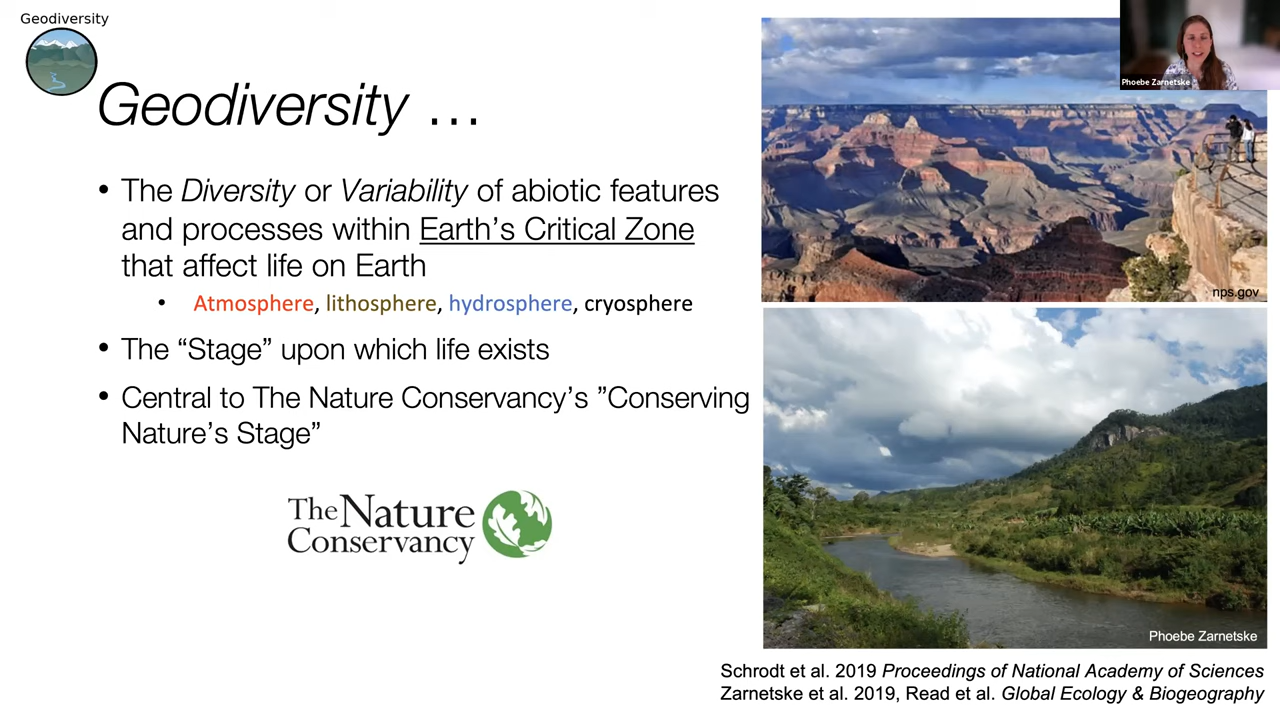 Geodiversity
Geodiversity …
• The Diversity or Variability of abiotic features
and processes within Earth’s Critical Zone
that affect life on Earth
• Atmosphere, lithosphere, hydrosphere, cryosphere
• The “Stage” upon which life exists
• Central to The Nature Conservancy’s ”Conserving
Nature’s Stage”
The Nature
Conservancy
Phoebe Zarnetske
nps.gov
Phoebe Zarnetske
Schrodt et al. 2019 Proceedings of National Academy of Sciences
Zarnetske et al. 2019, Read et al. Global Ecology & Biogeography